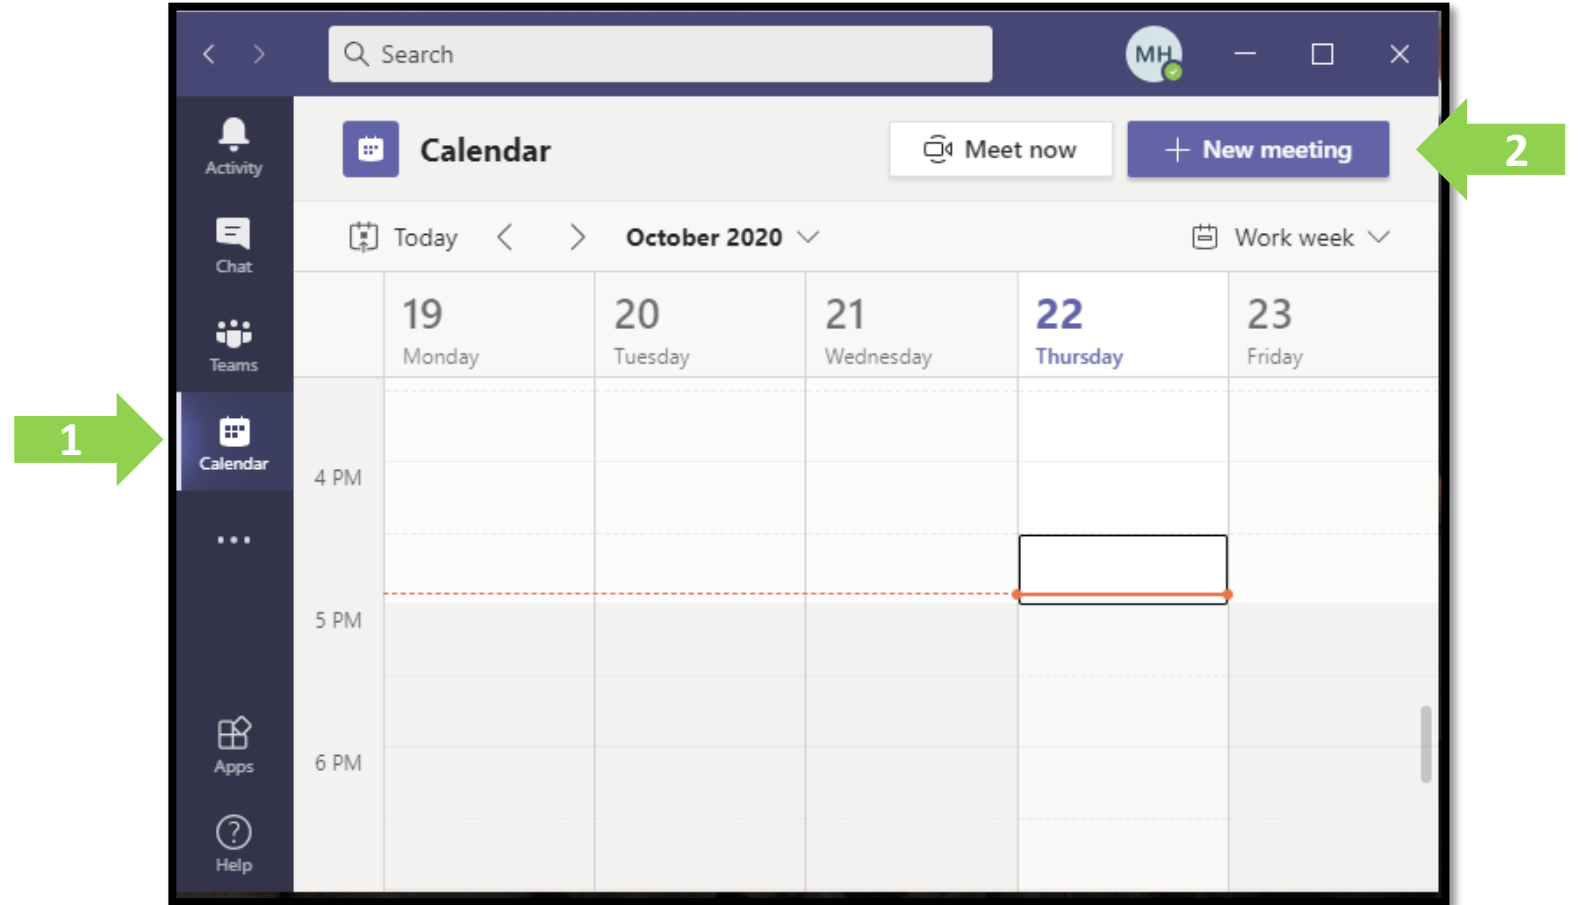 Search
MH
Activity
Calendar
Meet now
New meeting
2
Today
October 2020
Work week
Chat
19
20
21
22
23
Monday
Tuesday
Wednesday
Thursday
Friday
Teams
1
Calendar
4 PM
5 PM
6 PM
Apps
Help